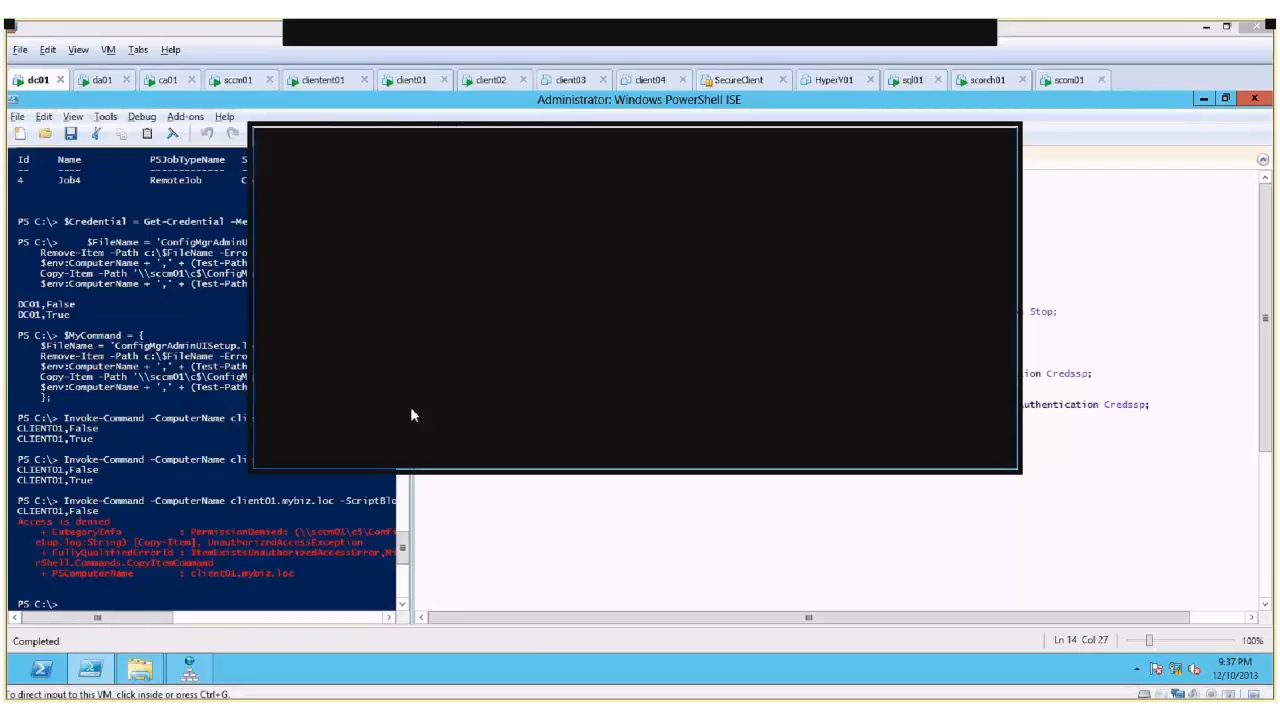 File Edit View VM Tabs Help
dc01 da01 ca01 sccm01 clientent01 client01 client02 client03 client04 SecureClient HyperV01 sql01 scorch01 scom01
Administrator: Windows PowerShell ISE
File Edit View Tools Debug Add-ons Help
Id Name PSJobTypeName S
-- ---- ------------- -
4 Job4 RemoteJob C
PS C:\> $Credential = Get-Credential -Me
PS C:\> $FileName = 'ConfigMgrAdminU
Remove-Item -Path c:\$FileName -Erro
$env:ComputerName + ',' + (Test-Path
Copy-Item -Path '\\sccm01\c$\ConfigM
$env:ComputerName + ',' + (Test-Path
DC01,False
DC01,True
PS C:\> $MyCommand = {
$FileName = 'ConfigMgrAdminUISetup.l
Remove-Item -Path c:\$FileName -Erro
$env:ComputerName + ',' + (Test-Path
Copy-Item -Path '\\sccm01\c$\ConfigM
$env:ComputerName + ',' + (Test-Path
};
PS C:\> Invoke-Command -ComputerName cli
CLIENT01,False
CLIENT01,True
PS C:\> Invoke-Command -ComputerName cli
CLIENT01,False
CLIENT01,True
PS C:\> Invoke-Command -ComputerName client01.mybiz.loc -ScriptBlo
CLIENT01,False
Access is denied
+ CategoryInfo : PermissionDenied: (\\sccm01\c$\Conf
etup.log:String) [Copy-Item], UnauthorizedAccessException
+ FullyQualifiedErrorId : ItemExistsUnauthorizedAccessError,Mi
rShell.Commands.CopyItemCommand
+ PSComputerName : client01.mybiz.loc
PS C:\>
Stop;
ion Credssp;
uthentication Credssp;
Completed
Ln 14 Col 27
100%
9:37 PM
12/10/2013
To direct input to this VM, click inside or press Ctrl+G.